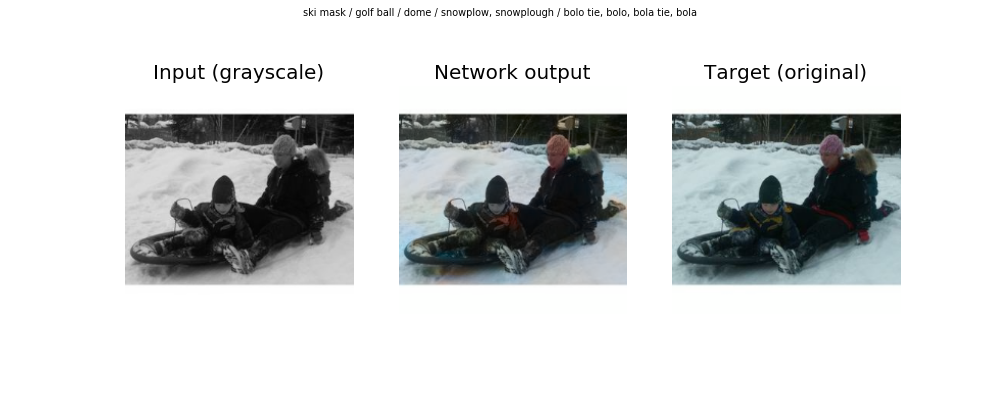 ski mask / golf ball / dome / snowplow, snowplough / bolo tie, bolo, bola tie, bola
Input (grayscale)
Network output
Target (original)